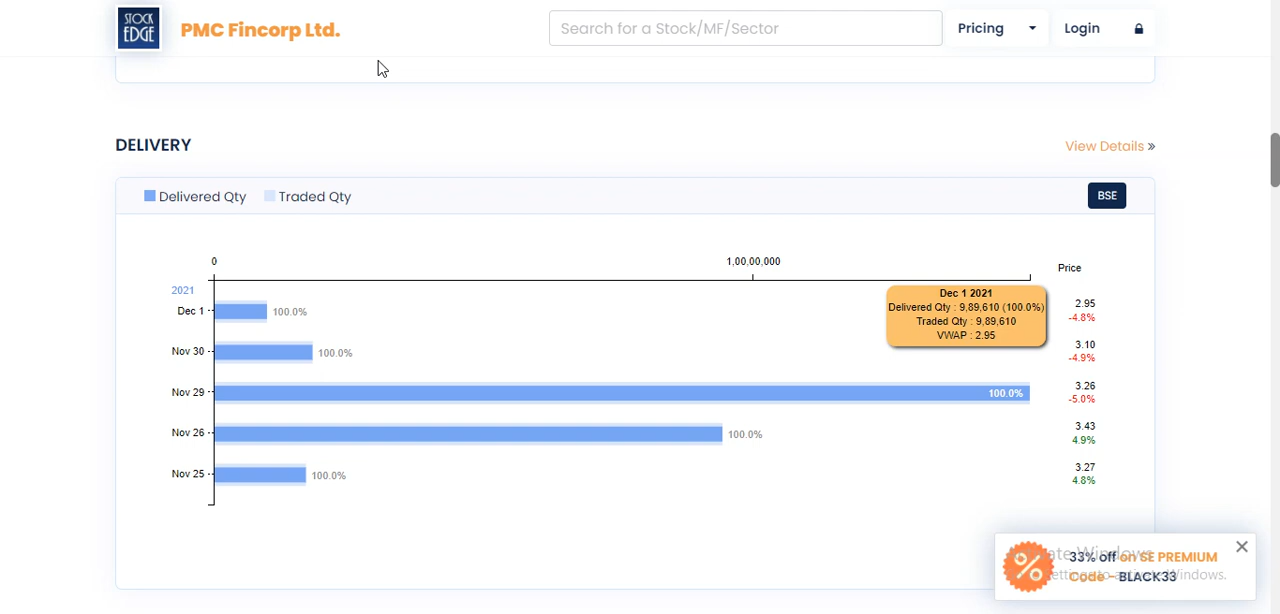 STOCK
EDGE
PMC Fincorp Ltd.
Search for a Stock/MF/Sector
Pricing
Login
DELIVERY
View Details »
Delivered Qty
Traded Qty
BSE
0
1,00,00,000
Price
2021
Dec 1
100.0%
2.95
-4.8%
Dec 1 2021
Delivered Qty : 9,89,610 (100.0%)
Traded Qty : 9,89,610
VWAP : 2.95
Nov 30
100.0%
3.10
-4.9%
Nov 29
100.0%
3.26
-5.0%
Nov 26
100.0%
3.43
4.9%
Nov 25
100.0%
3.27
4.8%
%
33% off on SE PREMIUM
Code - BLACK33
Windows
to activate Windows.